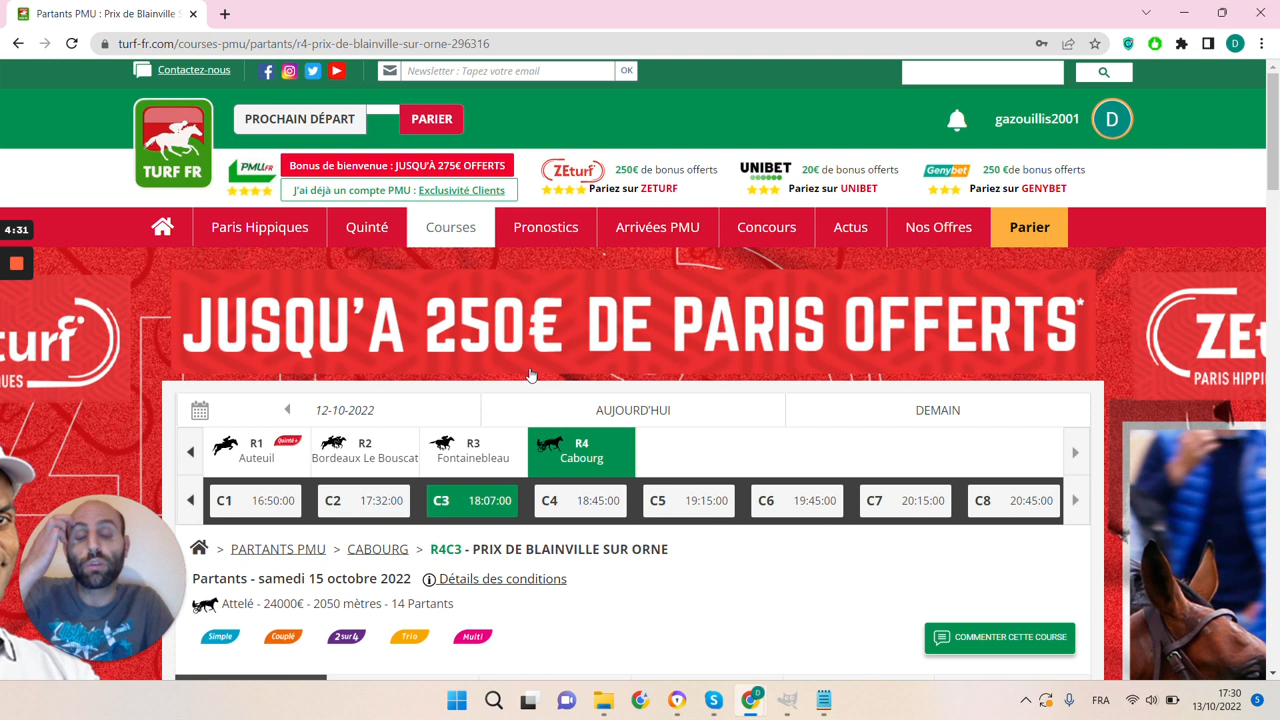 Partants PMU : Prix de Blainville S
turf-fr.com/courses-pmu/partants/r4-prix-de-blainville-sur-orne-296316
D
Contactez-nous
Newsletter : Tapez votre email
OK
TURF FR
PROCHAIN DÉPART
PARIER
gazouillis2001
D
PMU.FR
Bonus de bienvenue : JUSQU'À 275€ OFFERTS
J'ai déjà un compte PMU : Exclusivité Clients
ZEturf
250€ de bonus offerts
Pariez sur ZETURF
UNIBET
20€ de bonus offerts
Pariez sur UNIBET
Genybet
250 €de bonus offerts
Pariez sur GENYBET
Paris Hippiques
Quinté
Courses
Pronostics
Arrivées PMU
Concours
Actus
Nos Offres
Parier
4:31
JUSQU'A 250€ DE PARIS OFFERTS*
urf
IQUES
ZE
PARIS HIPPI
12-10-2022
AUJOURD'HUI
DEMAIN
R1 Quinté+
Auteuil
R2
Bordeaux Le Bouscat
R3
Fontainebleau
R4
Cabourg
C1 16:50:00
C2 17:32:00
C3 18:07:00
C4 18:45:00
C5 19:15:00
C6 19:45:00
C7 20:15:00
C8 20:45:00
> PARTANTS PMU > CABOURG > R4C3 - PRIX DE BLAINVILLE SUR ORNE
Partants - samedi 15 octobre 2022 Détails des conditions
Attelé - 24000€ - 2050 mètres - 14 Partants
Simple
Couplé
2sur4
Trio
Multi
COMMENTER CETTE COURSE
FRA
17:30
13/10/2022
5